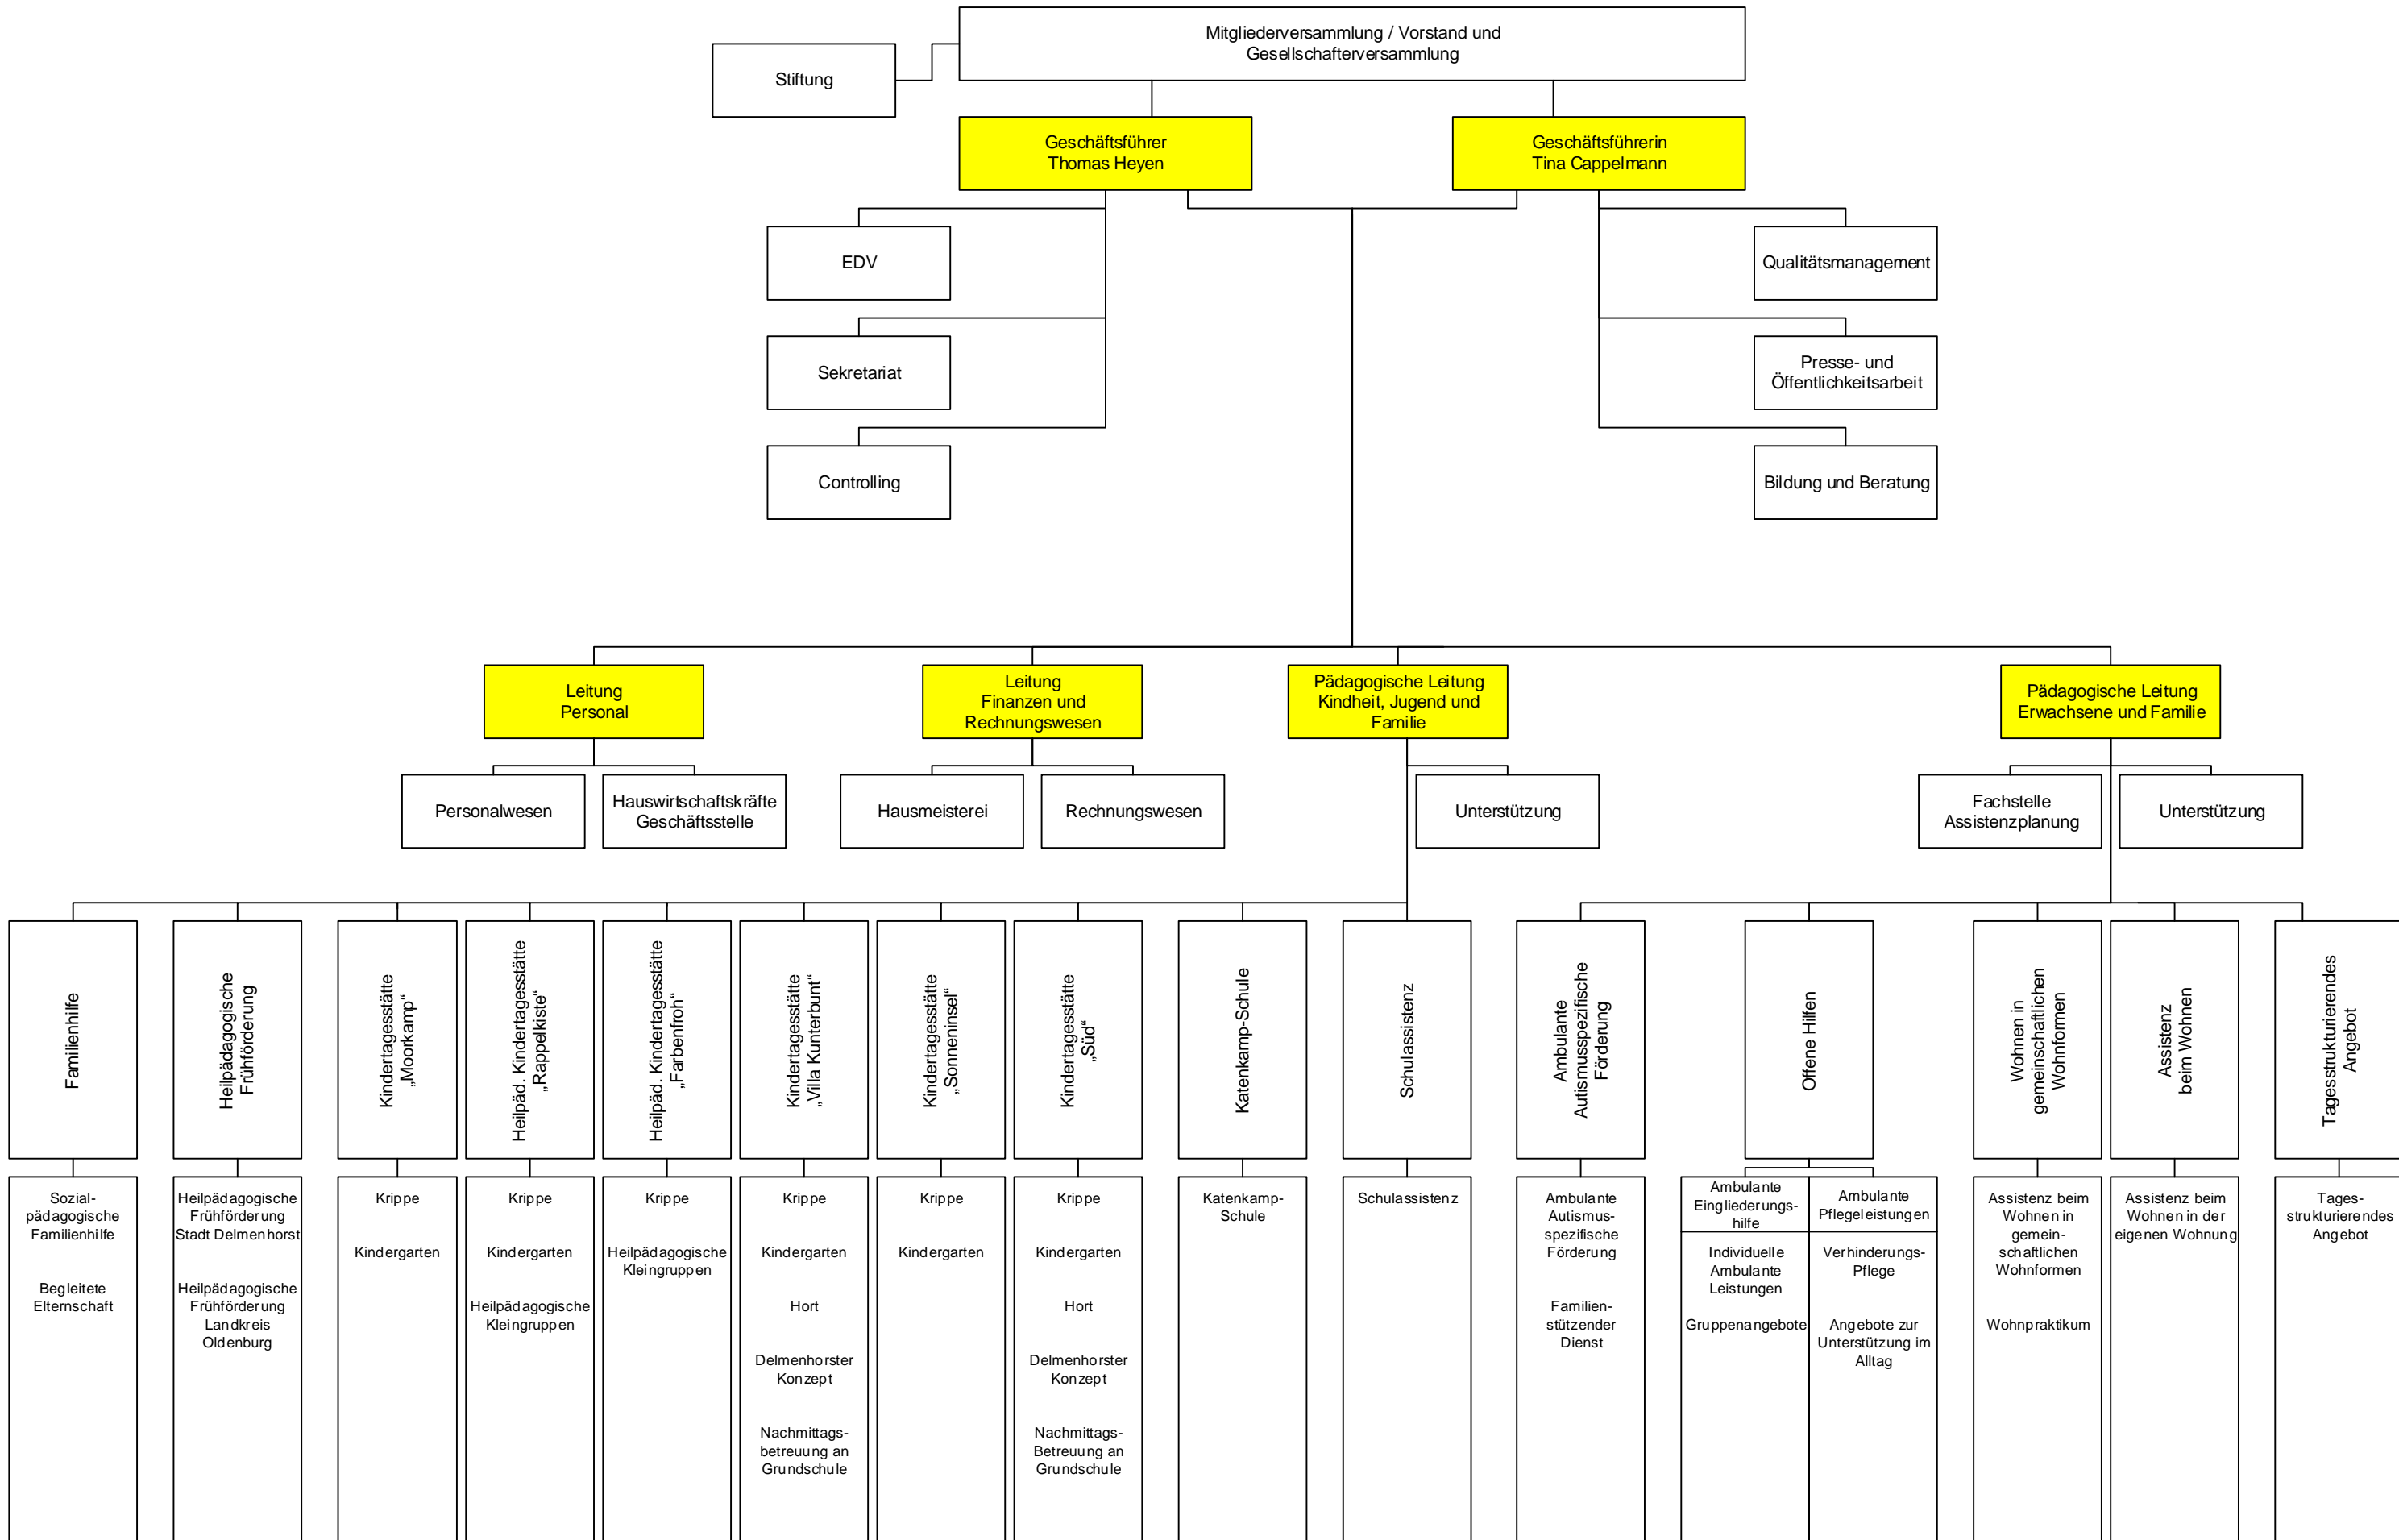 Mitgliederversammlung / Vorstand und
Gesellschafterversammlung
Stiftung
Geschäftsführer
Thomas Heyen
Geschäftsführerin
Tina Cappelmann
EDV
Qualitätsmanagement
Sekretariat
Presse- und
Öffentlichkeitsarbeit
Controlling
Bildung und Beratung
Leitung
Personal
Leitung
Finanzen und
Rechnungswesen
Pädagogische Leitung
Kindheit, Jugend und
Familie
Pädagogische Leitung
Erwachsene und Familie
Personalwesen
Hauswirtschaftskräfte
Geschäftsstelle
Hausmeisterei
Rechnungswesen
Unterstützung
Fachstelle
Assistenzplanung
Unterstützung
Familienhilfe
Heilpädagogische
Frühförderung
Kindertagesstätte
„Moorkamp“
Heilpäd. Kindertagesstätte
„Rappelkiste“
Heilpäd. Kindertagesstätte
„Farbenfroh“
Kindertagesstätte
„Villa Kunterbunt“
Kindertagesstätte
„Sonneninsel“
Kindertagesstätte
„Süd“
Katenkamp-Schule
Schulassistenz
Ambulante
Autismusspezifische
Förderung
Offene Hilfen
Wohnen in
gemeinschaftlichen
Wohnformen
Assistenz
beim Wohnen
Tagesstrukturierendes
Angebot
Sozial-
pädagogische
Familienhilfe
Begleitete
Elternschaft
Heilpädagogische
Frühförderung
Stadt Delmenhorst
Heilpädagogische
Frühförderung
Landkreis
Oldenburg
Krippe
Kindergarten
Krippe
Kindergarten
Heilpädagogische
Kleingruppen
Krippe
Heilpädagogische
Kleingruppen
Krippe
Kindergarten
Hort
Delmenhorster
Konzept
Nachmittags-
betreuung an
Grundschule
Krippe
Kindergarten
Krippe
Kindergarten
Hort
Delmenhorster
Konzept
Nachmittags-
Betreuung an
Grundschule
Katenkamp-
Schule
Schulassistenz
Ambulante
Autismus-
spezifische
Förderung
Familien-
stützender
Dienst
Ambulante
Eingliederungs-
hilfe
Individuelle
Ambulante
Leistungen
Gruppenangebote
Ambulante
Pflegeleistungen
Verhinderungs-
Pflege
Angebote zur
Unterstützung im
Alltag
Assistenz beim
Wohnen in
gemein-
schaftlichen
Wohnformen
Wohnpraktikum
Assistenz beim
Wohnen in der
eigenen Wohnung
Tages-
strukturierendes
Angebot